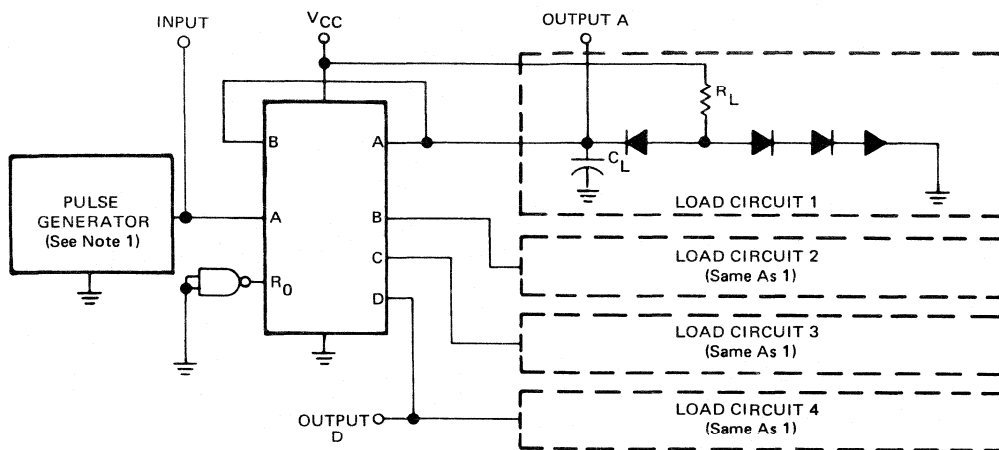 INPUT
VCC
OUTPUT A
RL
B
A
CL
LOAD CIRCUIT 1
PULSE
GENERATOR
(See Note 1)
A
B
LOAD CIRCUIT 2
(Same As 1)
C
R0
D
LOAD CIRCUIT 3
(Same As 1)
OUTPUT
D
LOAD CIRCUIT 4
(Same As 1)